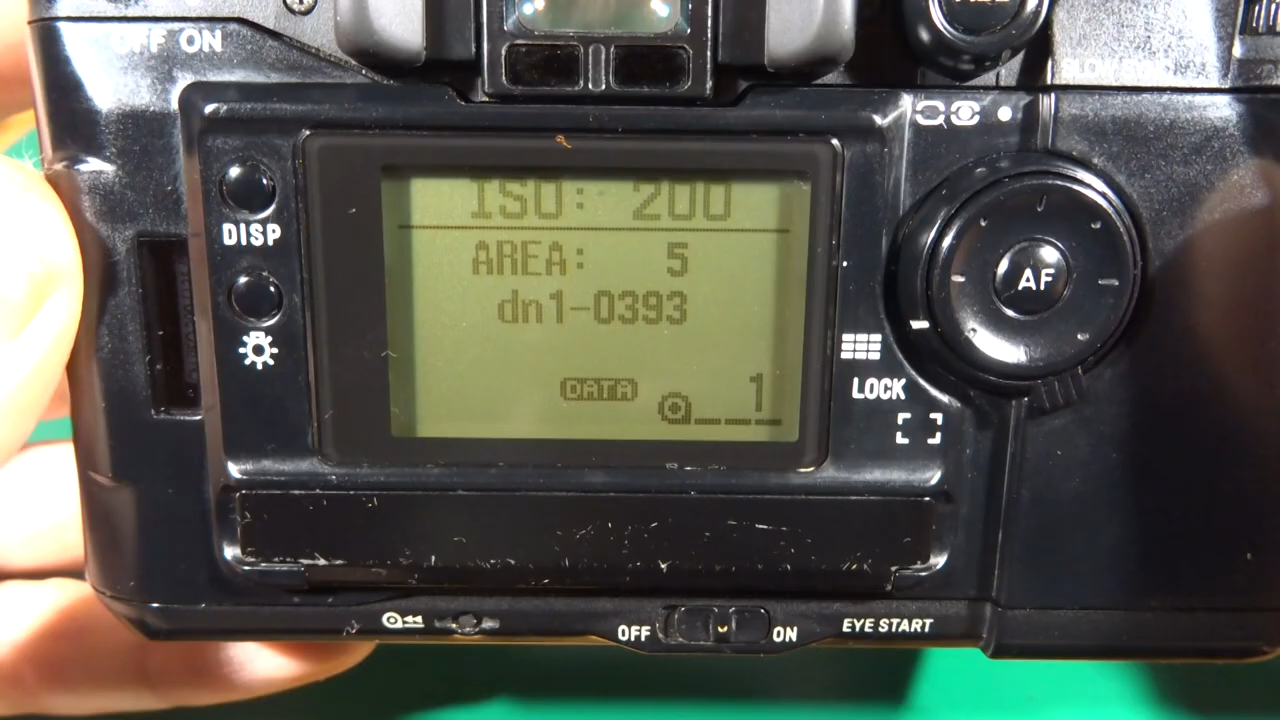 OFF ON
DISP
ISO: 200
AREA: 5
dn1-0393
DATA
1
AF
LOCK
OFF
ON
EYE START